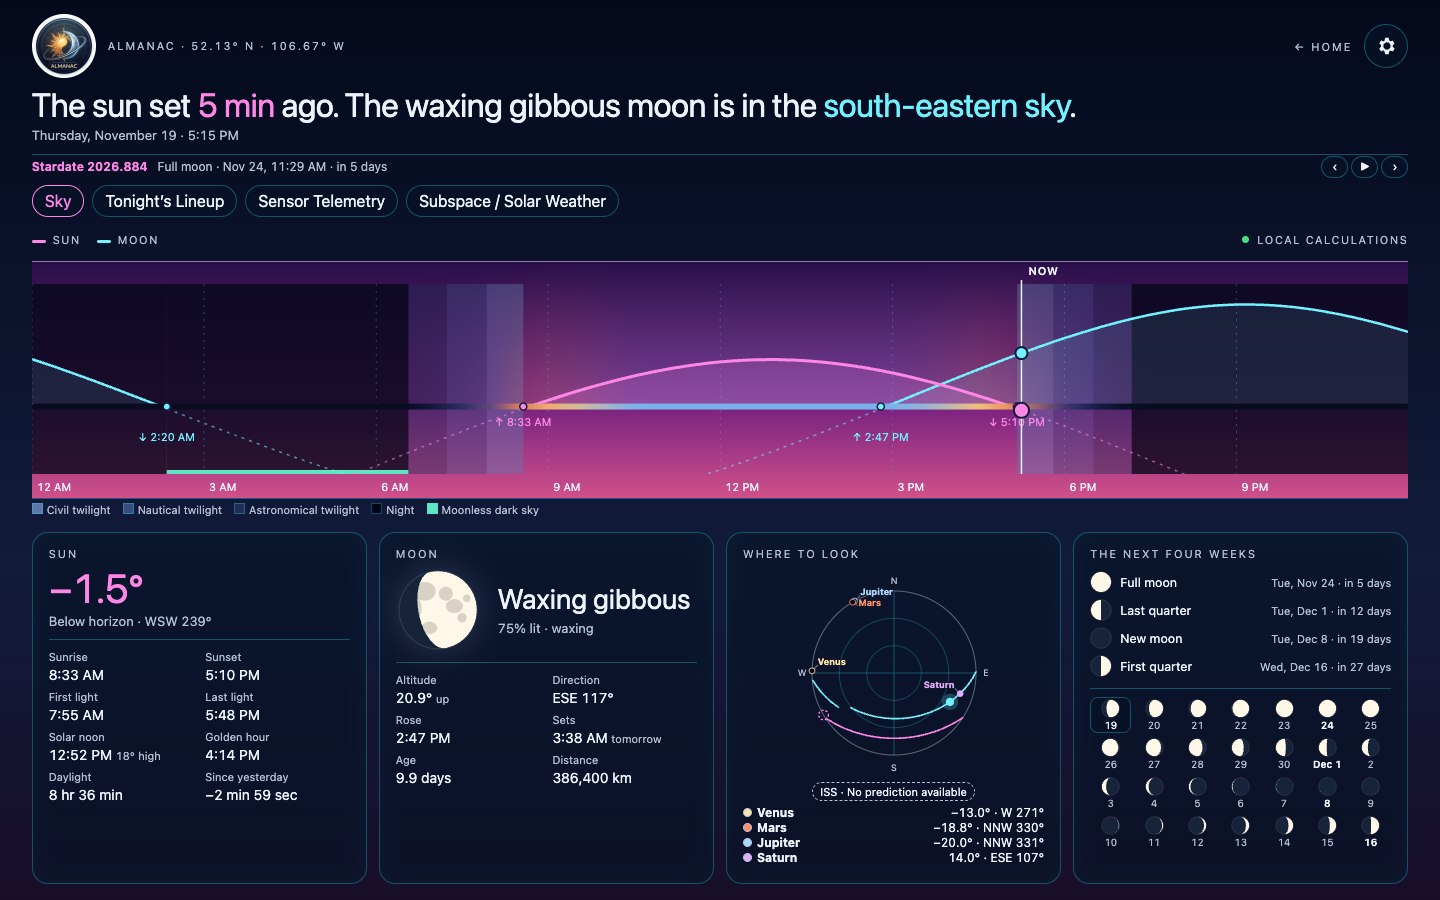 ALMANAC
ALMANAC · 52.13° N · 106.67° W
← HOME
The sun set 5 min ago. The waxing gibbous moon is in the south-eastern sky.
Thursday, November 19 · 5:15 PM
Stardate 2026.884 Full moon · Nov 24, 11:29 AM · in 5 days
Sky Tonight's Lineup Sensor Telemetry Subspace / Solar Weather
SUN MOON
LOCAL CALCULATIONS
NOW
↑ 8:33 AM
↓ 5:10 PM
↓ 2:20 AM
↑ 2:47 PM
12 AM 3 AM 6 AM 9 AM 12 PM 3 PM 6 PM 9 PM
Civil twilight Nautical twilight Astronomical twilight Night Moonless dark sky
SUN
−1.5°
Below horizon · WSW 239°
Sunrise Sunset
8:33 AM 5:10 PM
First light Last light
7:55 AM 5:48 PM
Solar noon Golden hour
12:52 PM 18° high 4:14 PM
Daylight Since yesterday
8 hr 36 min −2 min 59 sec
MOON
Waxing gibbous
75% lit · waxing
Altitude Direction
20.9° up ESE 117°
Rose Sets
2:47 PM 3:38 AM tomorrow
Age Distance
9.9 days 386,400 km
WHERE TO LOOK
N
Jupiter
Mars
Venus
W
E
Saturn
S
ISS · No prediction available
Venus −13.0° · W 271°
Mars −18.8° · NNW 330°
Jupiter −20.0° · NNW 331°
Saturn 14.0° · ESE 107°
THE NEXT FOUR WEEKS
Full moon Tue, Nov 24 · in 5 days
Last quarter Tue, Dec 1 · in 12 days
New moon Tue, Dec 8 · in 19 days
First quarter Wed, Dec 16 · in 27 days
19 20 21 22 23 24 25
26 27 28 29 30 Dec 1 2
3 4 5 6 7 8 9
10 11 12 13 14 15 16